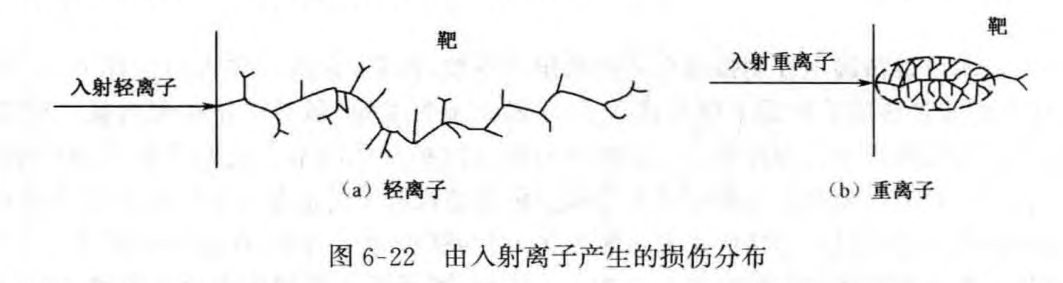 靶
入射轻离子
(a) 轻离子
靶
入射重离子
(b) 重离子
图 6-22 由入射离子产生的损伤分布